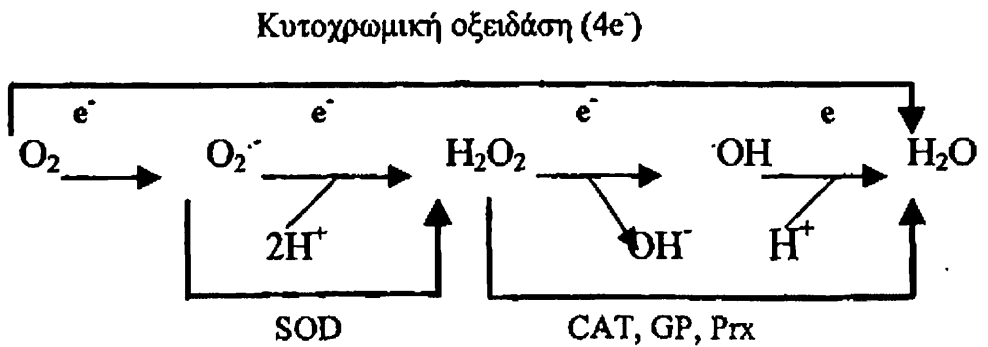 Κυτοχρωμική οξειδάση (4e⁻)
e⁻ e⁻ e⁻ e
O₂ O₂·⁻ H₂O₂ ·OH H₂O
2H⁺ OH⁻ H⁺
SOD CAT, GP, Prx